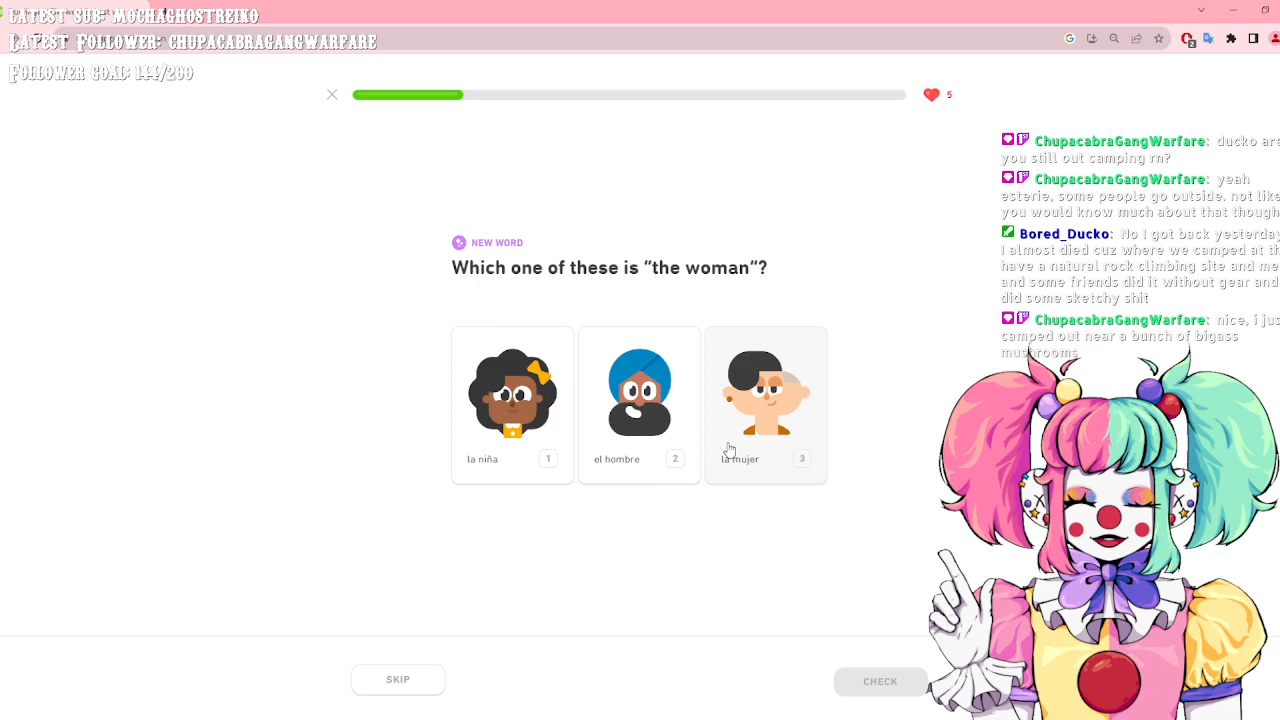 LATEST SUB: MOCHAGHOSTREIKO
LATEST FOLLOWER: CHUPACABRAGANGWARFARE
FOLLOWER GOAL: 144/200
2
5
NEW WORD
Which one of these is “the woman”?
la niña 1
el hombre 2
la mujer 3
SKIP
CHECK
ChupacabraGangWarfare: ducko are
you still out camping rn?
ChupacabraGangWarfare: yeah
esterie, some people go outside. not like
you would know much about that though
Bored_Ducko: No I got back yesterday
I almost died cuz where we camped at th
have a natural rock climbing site and me
and some friends did it without gear and
did some sketchy shit
ChupacabraGangWarfare: nice, i jus
camped out near a bunch of bigass
mushrooms